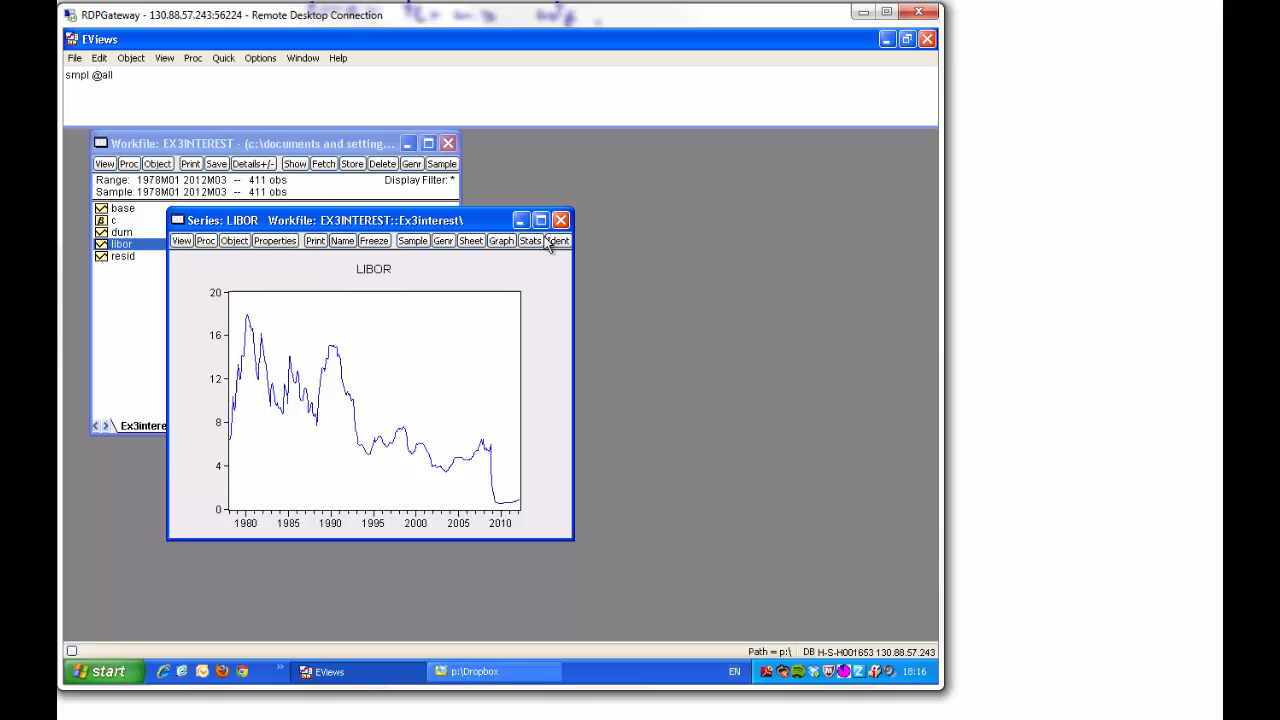 RDPGateway - 130.88.57.243:56224 - Remote Desktop Connection
EViews
File Edit Object View Proc Quick Options Window Help
smpl @all
Workfile: EX3INTEREST - (c:\documents and setting...
View Proc Object Print Save Details+/- Show Fetch Store Delete Genr Sample
Range: 1978M01 2012M03 -- 411 obs Display Filter: *
Sample: 1978M01 2012M03 -- 411 obs
base
c
dum
libor
resid
Ex3intere
Series: LIBOR Workfile: EX3INTEREST::Ex3interest\
View Proc Object Properties Print Name Freeze Sample Genr Sheet Graph Stats Ident
LIBOR
20
16
12
8
4
0
1980 1985 1990 1995 2000 2005 2010
Path = p:\ DB H-S-H001653 130.88.57.243
start EViews p:\Dropbox EN 18:16